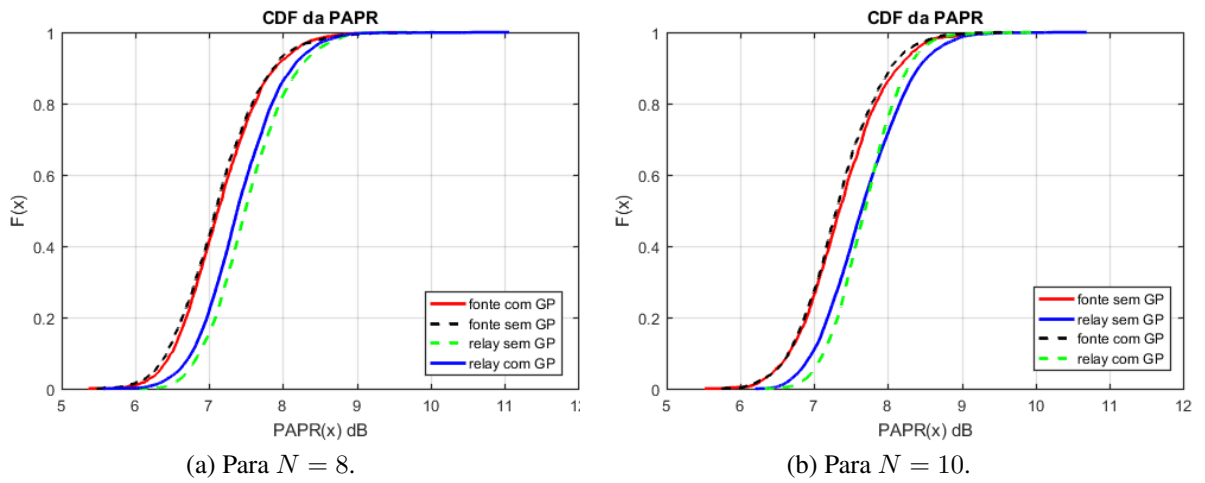 CDF da PAPR
1
0.8
0.6
0.4
0.2
0
F(x)
fonte com GP
fonte sem GP
relay sem GP
relay com GP
5 6 7 8 9 10 11 12
PAPR(x) dB
(a) Para N = 8.
CDF da PAPR
1
0.8
0.6
0.4
0.2
0
F(x)
fonte sem GP
relay sem GP
fonte com GP
relay com GP
5 6 7 8 9 10 11 12
PAPR(x) dB
(b) Para N = 10.